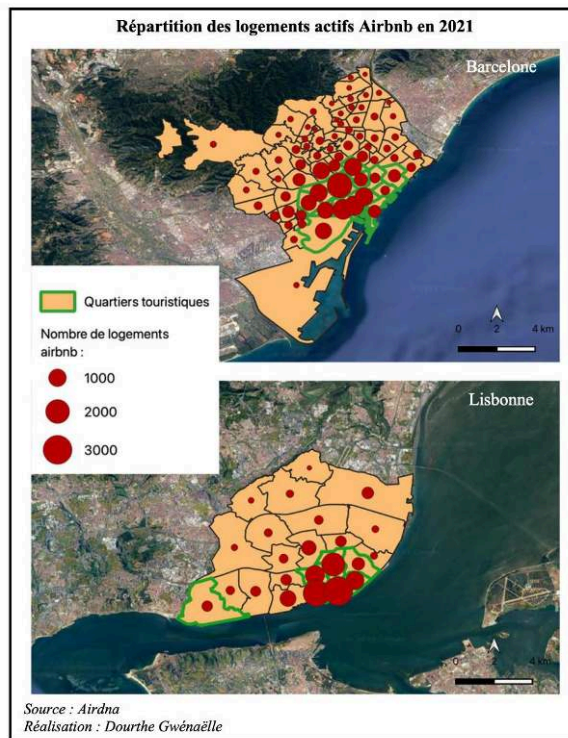 Répartition des logements actifs Airbnb en 2021
Barcelone
Quartiers touristiques
Nombre de logements
airbnb :
1000
2000
3000
0 2 4 km
Lisbonne
0 2 4 km
Source : Airdna
Réalisation : Dourthe Gwénaëlle